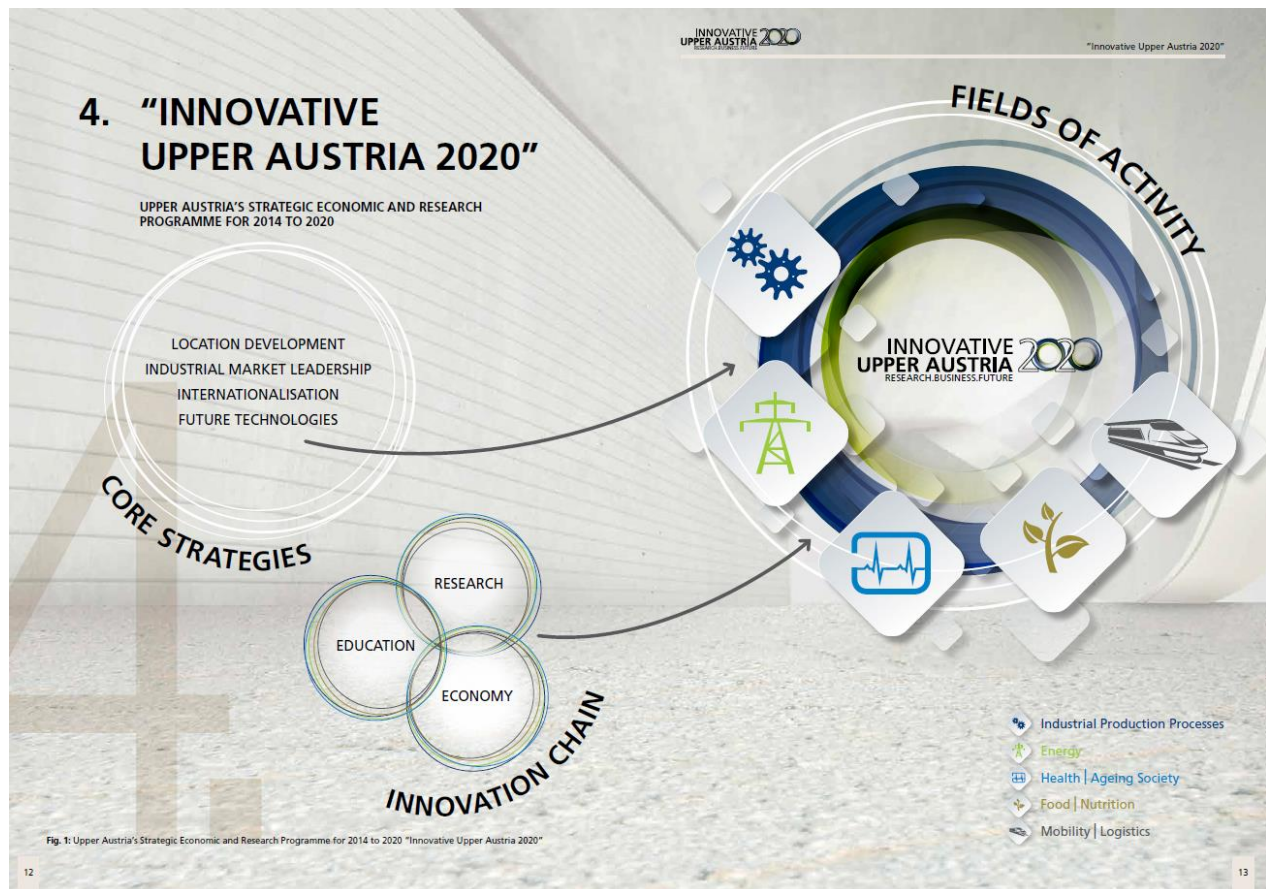 4. "INNOVATIVE
UPPER AUSTRIA 2020"
UPPER AUSTRIA'S STRATEGIC ECONOMIC AND RESEARCH
PROGRAMME FOR 2014 TO 2020
LOCATION DEVELOPMENT
INDUSTRIAL MARKET LEADERSHIP
INTERNATIONALISATION
FUTURE TECHNOLOGIES
CORE STRATEGIES
RESEARCH
EDUCATION
ECONOMY
INNOVATION CHAIN
4.
Fig. 1: Upper Austria's Strategic Economic and Research Programme for 2014 to 2020 "Innovative Upper Austria 2020"
12
INNOVATIVE
UPPER AUSTRIA 2020
RESEARCH.BUSINESS.FUTURE
"Innovative Upper Austria 2020"
FIELDS OF ACTIVITY
INNOVATIVE
UPPER AUSTRIA 2020
RESEARCH.BUSINESS.FUTURE
Industrial Production Processes
Energy
Health | Ageing Society
Food | Nutrition
Mobility | Logistics
13